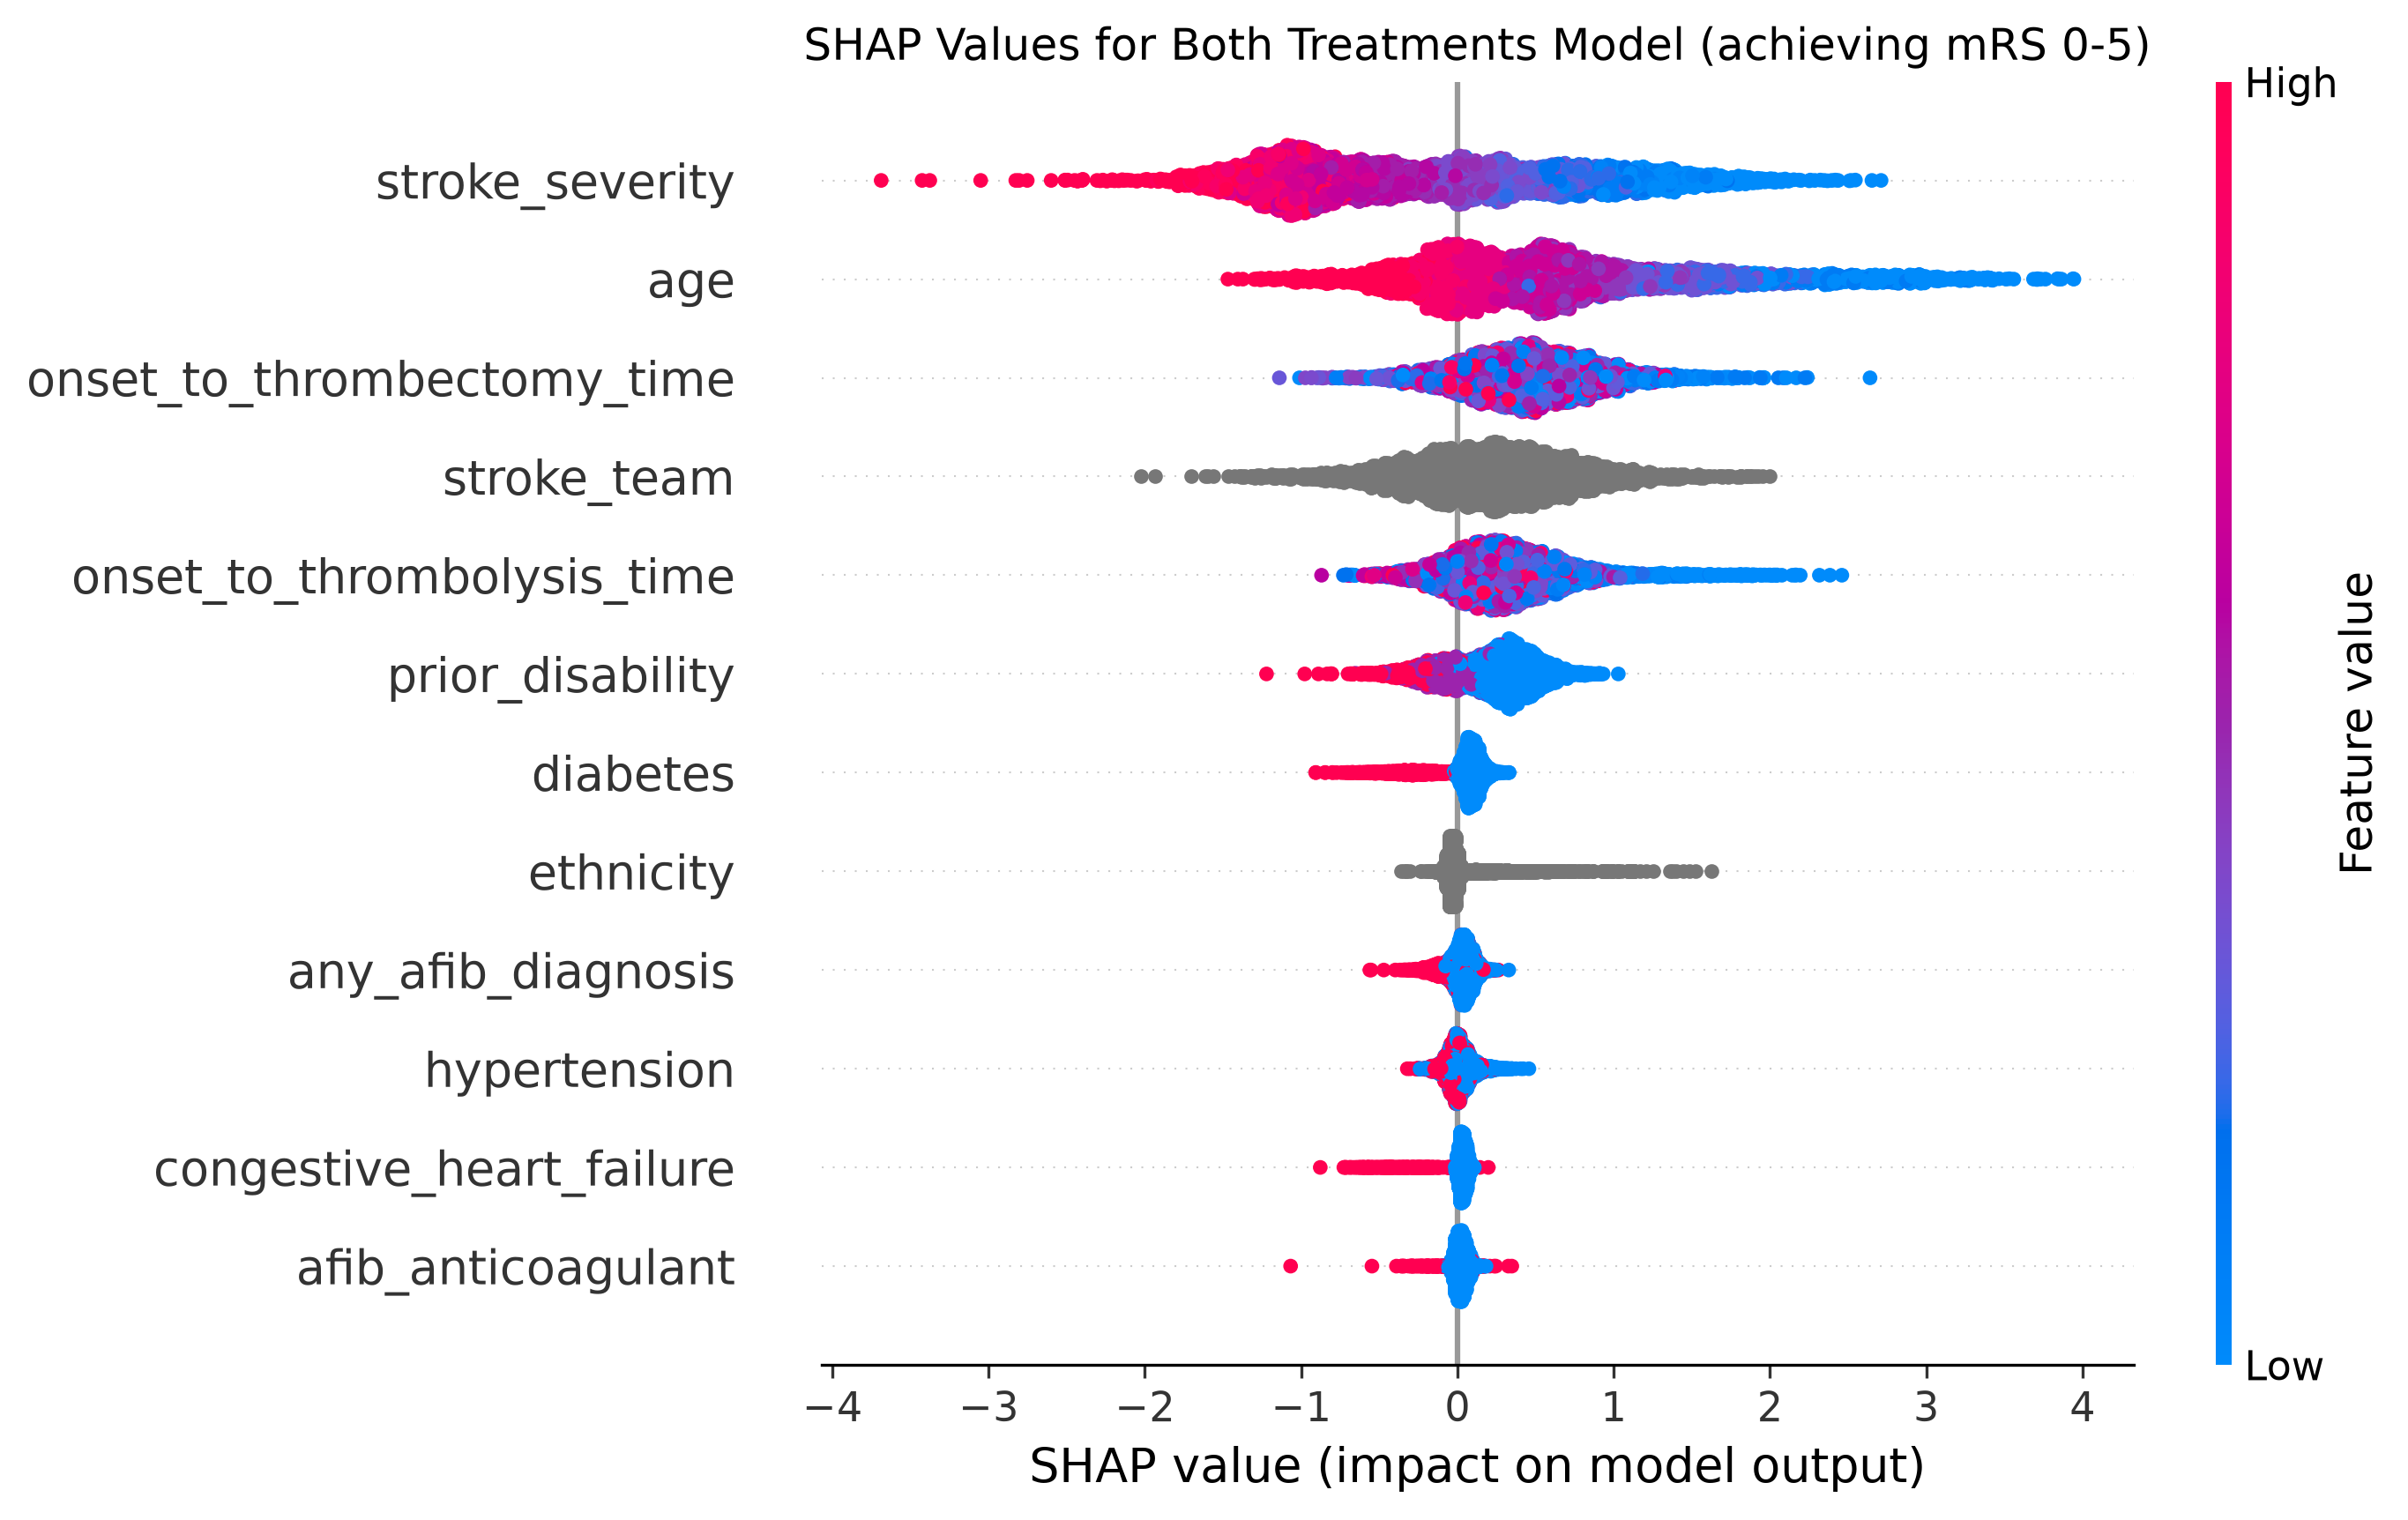 SHAP Values for Both Treatments Model (achieving mRS 0-5)
High
stroke_severity
age
onset_to_thrombectomy_time
stroke_team
onset_to_thrombolysis_time
prior_disability
diabetes
ethnicity
any_afib_diagnosis
hypertension
congestive_heart_failure
afib_anticoagulant
Feature value
Low
−4 −3 −2 −1 0 1 2 3 4
SHAP value (impact on model output)